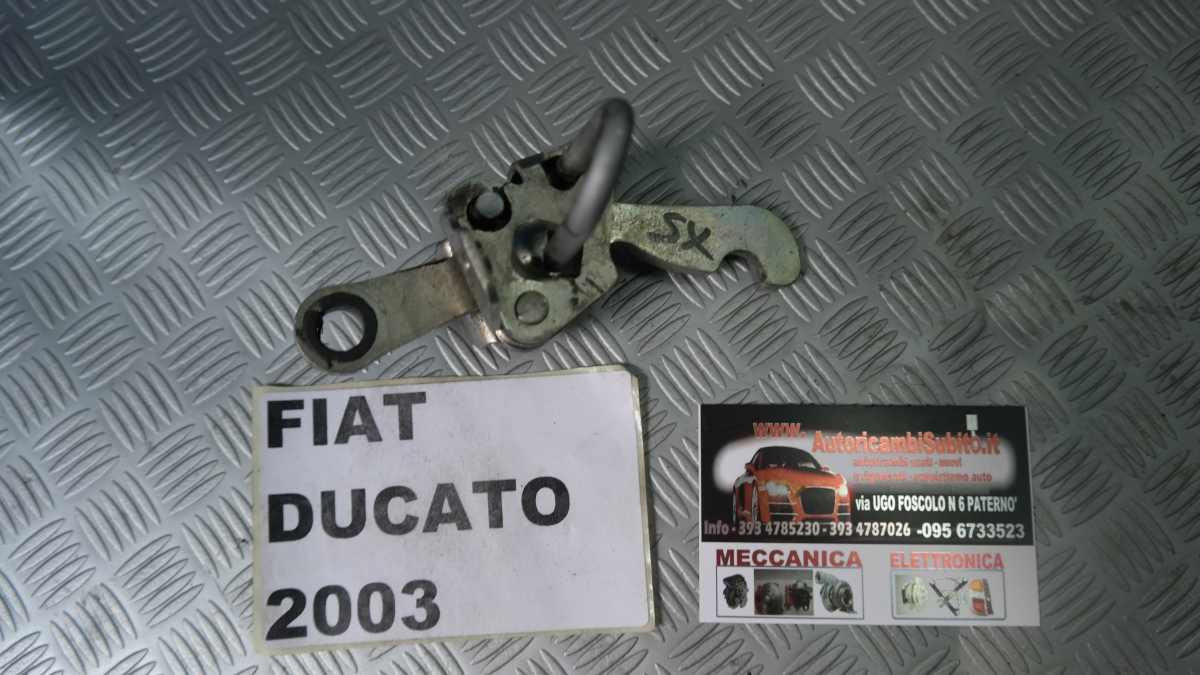 SX
FIAT
DUCATO
2003
www.
AutoricambiSubito.it
via UGO FOSCOLO N 6 PATERNO'
Info - 393 4785230 - 393 4787026 -095 6733523
MECCANICA
ELETTRONICA